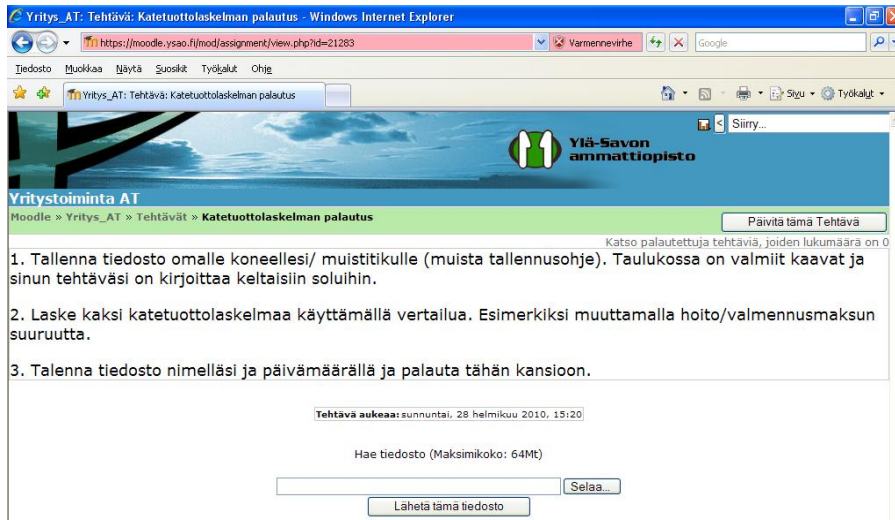 Yritys_AT: Tehtävä: Katetuottolaskelman palautus - Windows Internet Explorer
https://moodle.ysao.fi/mod/assignment/view.php?id=21283
Varmennevirhe
Google
Tiedosto Muokkaa Näytä Suosikit Työkalut Ohje
Yritys_AT: Tehtävä: Katetuottolaskelman palautus
Sivu Työkalut
Siirry...
Ylä-Savon
ammattiopisto
Yritystoiminta AT
Moodle » Yritys_AT » Tehtävät » Katetuottolaskelman palautus
Päivitä tämä Tehtävä
Katso palautettuja tehtäviä, joiden lukumäärä on 0
1. Tallenna tiedosto omalle koneellesi/ muistitikulle (muista tallennusohje). Taulukossa on valmiit kaavat ja
sinun tehtäväsi on kirjoittaa keltaisiin soluihin.
2. Laske kaksi katetuottolaskelmaa käyttämällä vertailua. Esimerkiksi muuttamalla hoito/valmennusmaksun
suuruutta.
3. Talenna tiedosto nimelläsi ja päivämäärällä ja palauta tähän kansioon.
Tehtävä aukeaa: sunnuntai, 28 helmikuu 2010, 15:20
Hae tiedosto (Maksimikoko: 64Mt)
Selaa...
Lähetä tämä tiedosto